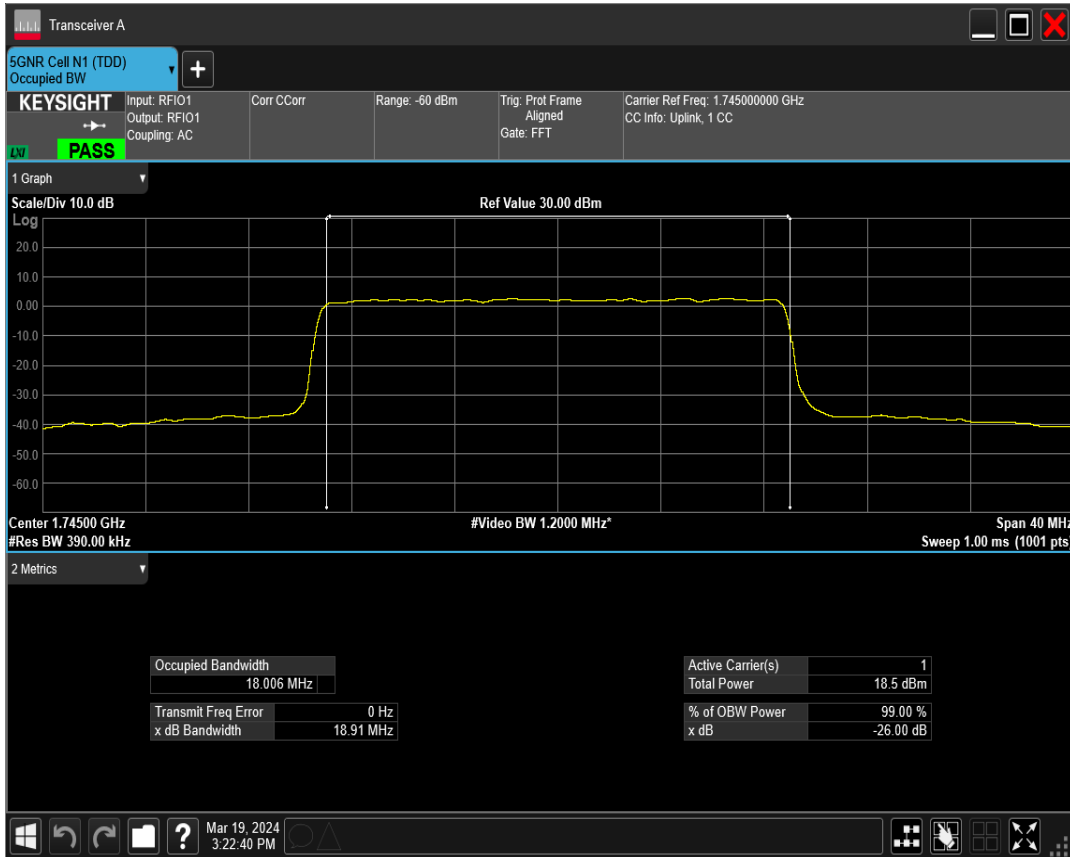 Transceiver A
5GNR Cell N1 (TDD)
Occupied BW
+
KEYSIGHT
Input: RFIO1
Output: RFIO1
Coupling: AC
Corr CCorr
Range: -60 dBm
Trig: Prot Frame
Aligned
Gate: FFT
Carrier Ref Freq: 1.745000000 GHz
CC Info: Uplink, 1 CC
LXI
PASS
1 Graph
Scale/Div 10.0 dB
Ref Value 30.00 dBm
Log
20.0
10.0
0.00
-10.0
-20.0
-30.0
-40.0
-50.0
-60.0
Center 1.74500 GHz
#Video BW 1.2000 MHz*
Span 40 MHz
#Res BW 390.00 kHz
Sweep 1.00 ms (1001 pts)
2 Metrics
Occupied Bandwidth
18.006 MHz
Transmit Freq Error 0 Hz
x dB Bandwidth 18.91 MHz
Active Carrier(s) 1
Total Power 18.5 dBm
% of OBW Power 99.00 %
x dB -26.00 dB
?
Mar 19, 2024
3:22:40 PM